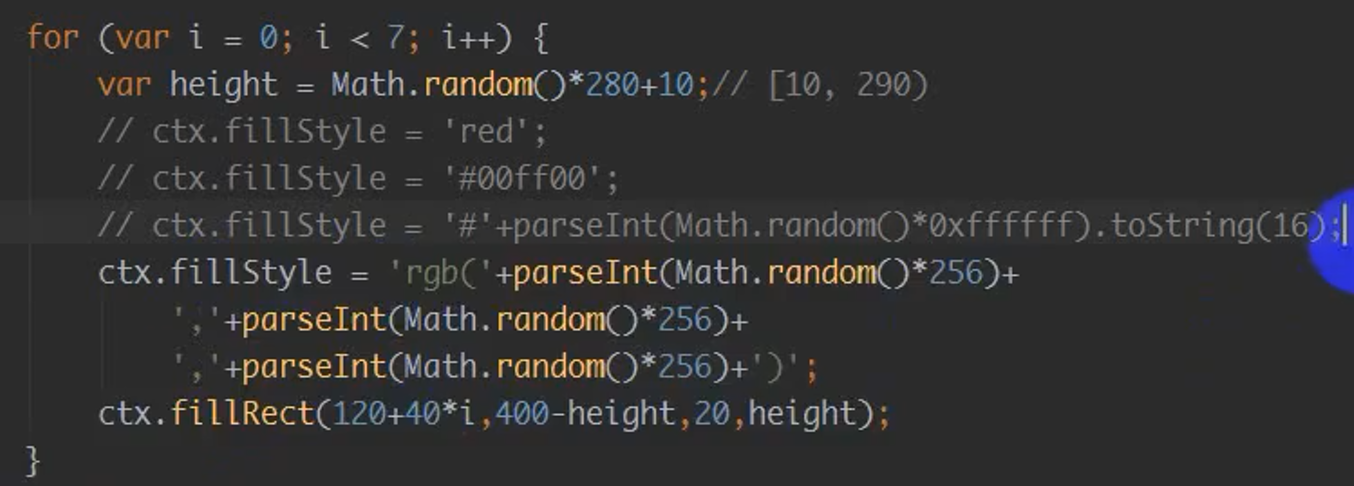 for (var i = 0; i < 7; i++) {
var height = Math.random()*280+10;// [10, 290)
// ctx.fillStyle = 'red';
// ctx.fillStyle = '#00ff00';
// ctx.fillStyle = '#'+parseInt(Math.random()*0xffffff).toString(16);
ctx.fillStyle = 'rgb('+parseInt(Math.random()*256)+
','+parseInt(Math.random()*256)+
','+parseInt(Math.random()*256)+')';
ctx.fillRect(120+40*i,400-height,20,height);
}